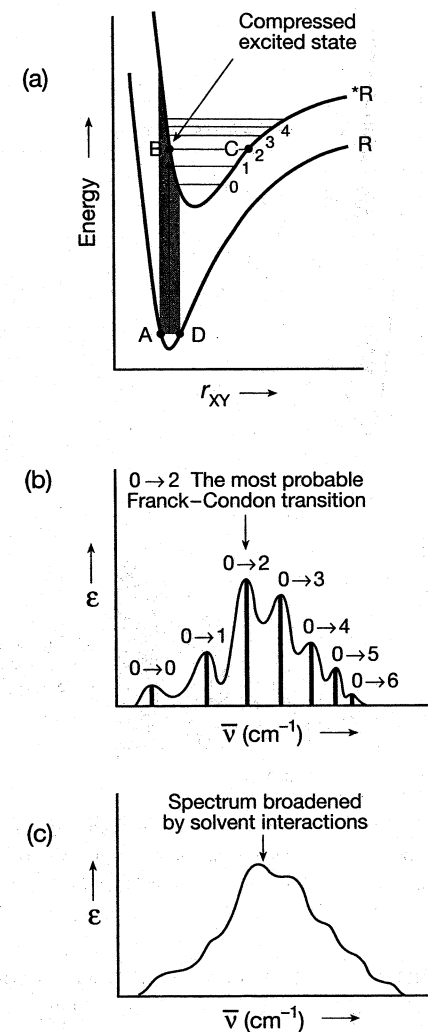 Compressed
excited state
(a)
*R
R
B
C
4
3
2
1
0
Energy
A
D
rXY
(b)
0→2 The most probable
Franck–Condon transition
0→2
0→3
0→1
0→4
0→0
0→5
0→6
ε
ν̅ (cm⁻¹)
Spectrum broadened
by solvent interactions
(c)
ε
ν̅ (cm⁻¹)